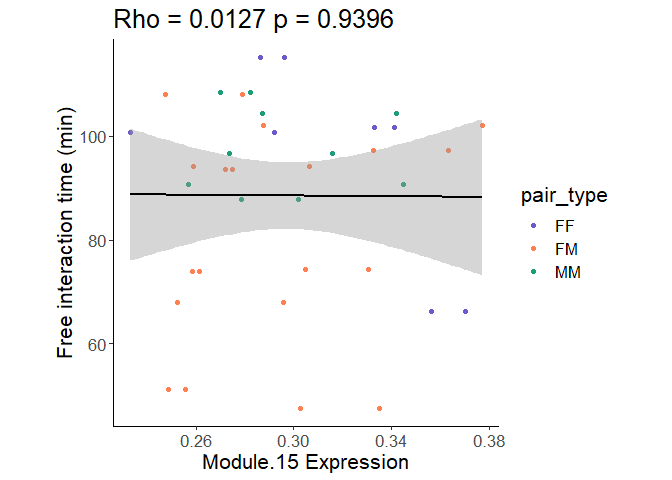 Rho = 0.0127 p = 0.9396
Free interaction time (min)
100
80
60
0.26 0.30 0.34 0.38
Module.15 Expression
pair_type
FF
FM
MM